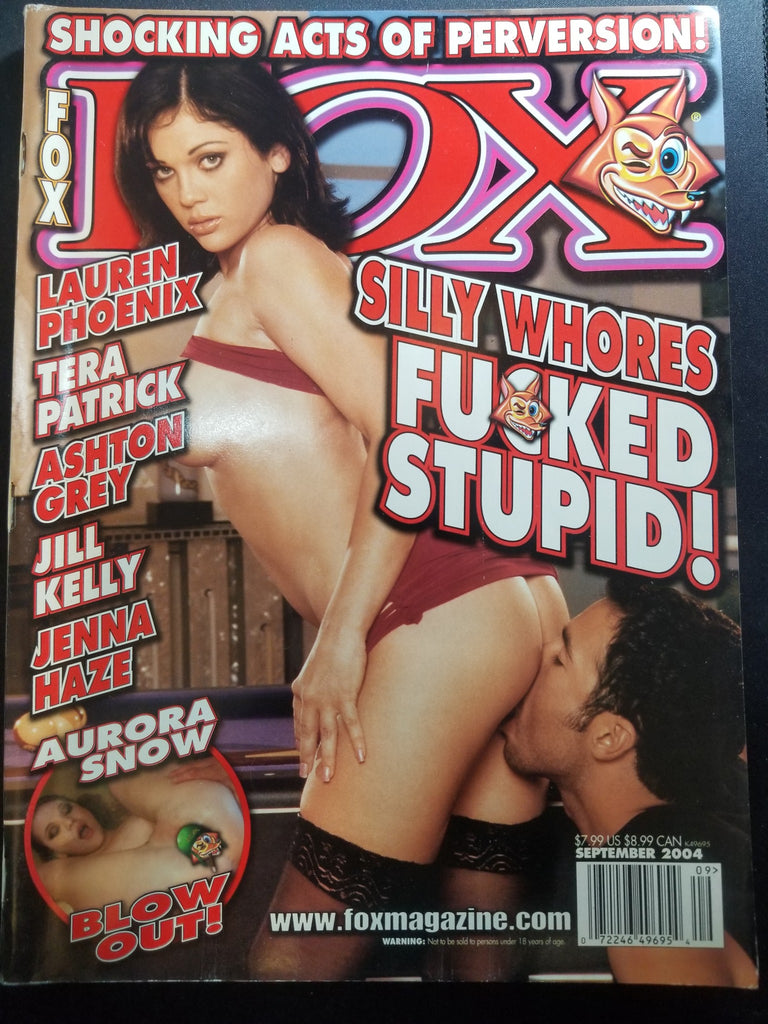 SHOCKING ACTS OF PERVERSION!
FOX
FOX
®
LAUREN
PHOENIX
TERA
PATRICK
ASHTON
GREY
JILL
KELLY
JENNA
HAZE
SILLY WHORES
FU KED
STUPID!
AURORA
SNOW
BLOW
OUT!
www.foxmagazine.com
WARNING: Not to be sold to persons under 18 years of age.
$7.99 US $8.99 CAN K49695
SEPTEMBER 2004
09>
0 72246 49695 4